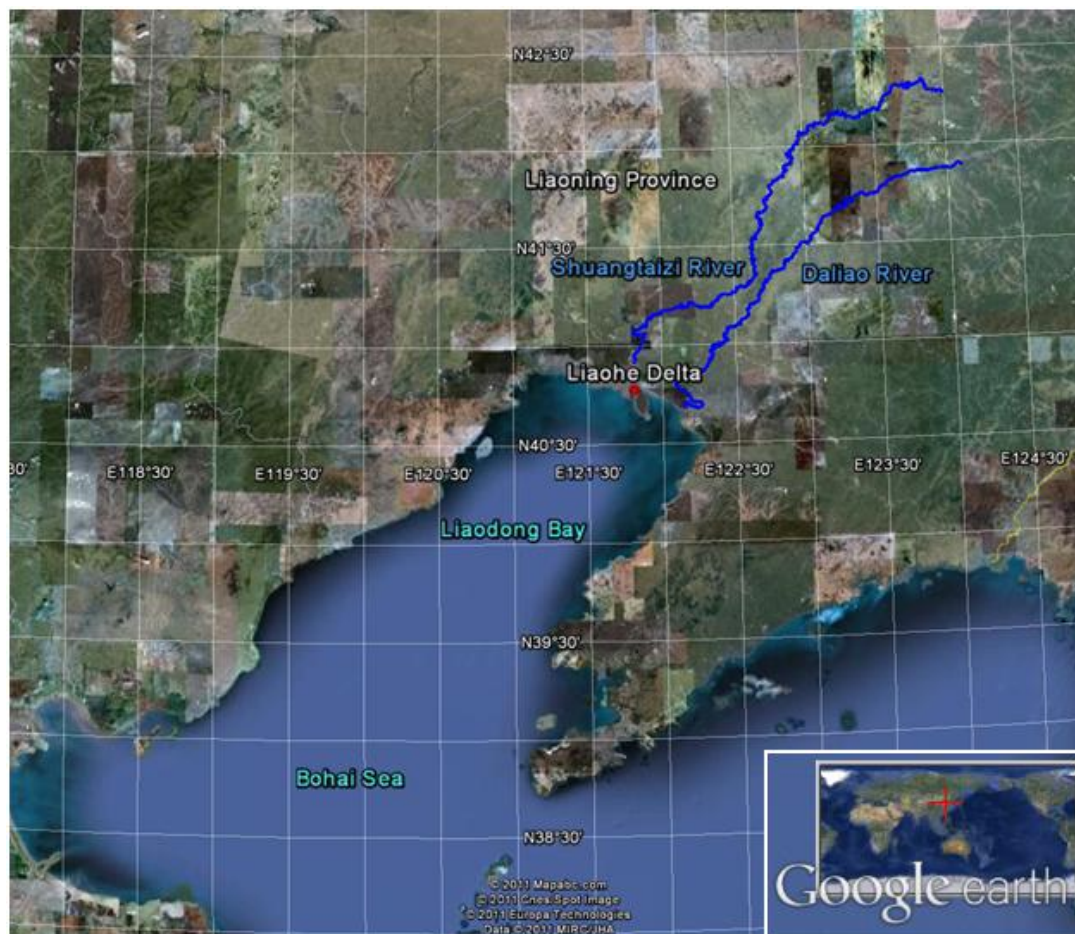 N42°30'
Liaoning Province
N41°30'
Shuangtaizi River
Daliao River
Liaohe Delta
N40°30'
30'
E118°30'
E119°30'
E120°30'
E121°30'
E122°30'
E123°30'
E124°30'
Liaodong Bay
N39°30'
Bohai Sea
N38°30'
© 2011 Mapabc.com
© 2011 Cnes/Spot Image
© 2011 Europa Technologies
Data © 2011 MIRC/JHA
Google earth